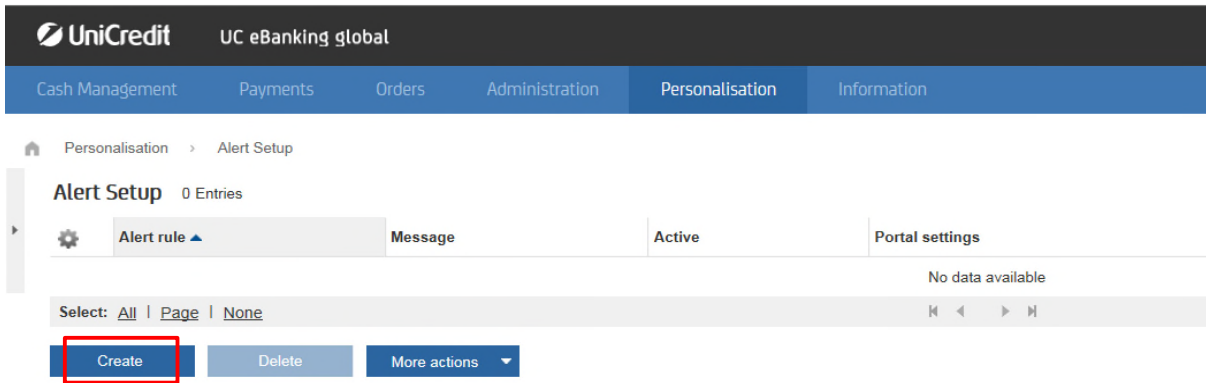 UniCredit UC eBanking global
Cash Management Payments Orders Administration Personalisation Information
Personalisation › Alert Setup
Alert Setup 0 Entries
Alert rule Message Active Portal settings
No data available
Select: All | Page | None
Create Delete More actions